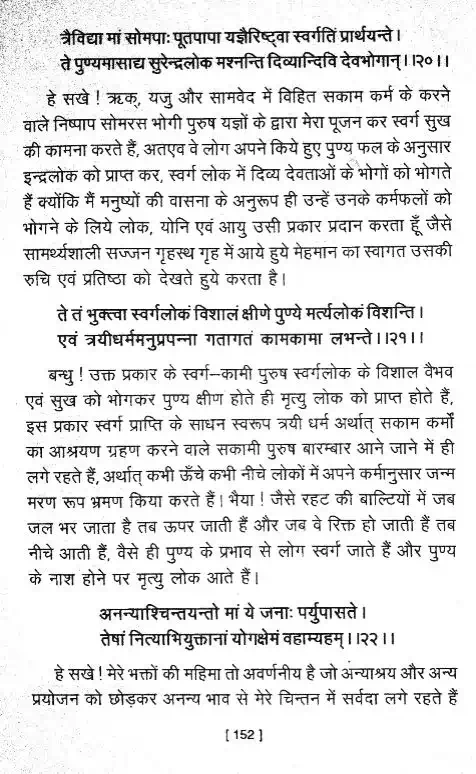 त्रैविद्या मां सोमपाः पूतपापा यज्ञैरिष्ट्वा स्वर्गतिं प्रार्थयन्ते।
ते पुण्यमासाद्य सुरेन्द्रलोक मश्नन्ति दिव्यान्दिवि देवभोगान्।।२०।।
हे सखे ! ऋक्, यजु और सामवेद में विहित सकाम कर्म के करने
वाले निष्पाप सोमरस भोगी पुरुष यज्ञों के द्वारा मेरा पूजन कर स्वर्ग सुख
की कामना करते हैं, अतएव वे लोग अपने किये हुए पुण्य फल के अनुसार
इन्द्रलोक को प्राप्त कर, स्वर्ग लोक में दिव्य देवताओं के भोगों को भोगते
हैं क्योंकि मैं मनुष्यों की वासना के अनुरूप ही उन्हें उनके कर्मफलों को
भोगने के लिये लोक, योनि एवं आयु उसी प्रकार प्रदान करता हूँ जैसे
सामर्थ्यशाली सज्जन गृहस्थ गृह में आये हुये मेहमान का स्वागत उसकी
रुचि एवं प्रतिष्ठा को देखते हुये करता है।
ते तं भुक्त्वा स्वर्गलोकं विशालं क्षीणे पुण्ये मर्त्यलोकं विशन्ति।
एवं त्रयीधर्ममनुप्रपन्ना गतागतं कामकामा लभन्ते।।२१।।
बन्धु ! उक्त प्रकार के स्वर्ग–कामी पुरुष स्वर्गलोक के विशाल वैभव
एवं सुख को भोगकर पुण्य क्षीण होते ही मृत्यु लोक को प्राप्त होते हैं,
इस प्रकार स्वर्ग प्राप्ति के साधन स्वरूप त्रयी धर्म अर्थात् सकाम कर्मों
का आश्रयण ग्रहण करने वाले सकामी पुरुष बारम्बार आने जाने में ही
लगे रहते हैं, अर्थात् कभी ऊँचे कभी नीचे लोकों में अपने कर्मानुसार जन्म
मरण रूप भ्रमण किया करते हैं। भैया ! जैसे रहट की बाल्टियों में जब
जल भर जाता है तब ऊपर जाती हैं और जब वे रिक्त हो जाती हैं तब
नीचे आती हैं, वैसे ही पुण्य के प्रभाव से लोग स्वर्ग जाते हैं और पुण्य
के नाश होने पर मृत्यु लोक आते हैं।
अनन्याश्चिन्तयन्तो मां ये जनाः पर्युपासते।
तेषां नित्याभियुक्तानां योगक्षेमं वहाम्यहम्।।२२।।
हे सखे ! मेरे भक्तों की महिमा तो अवर्णनीय है जो अन्याश्रय और अन्य
प्रयोजन को छोड़कर अनन्य भाव से मेरे चिन्तन में सर्वदा लगे रहते हैं
[ 152 ]